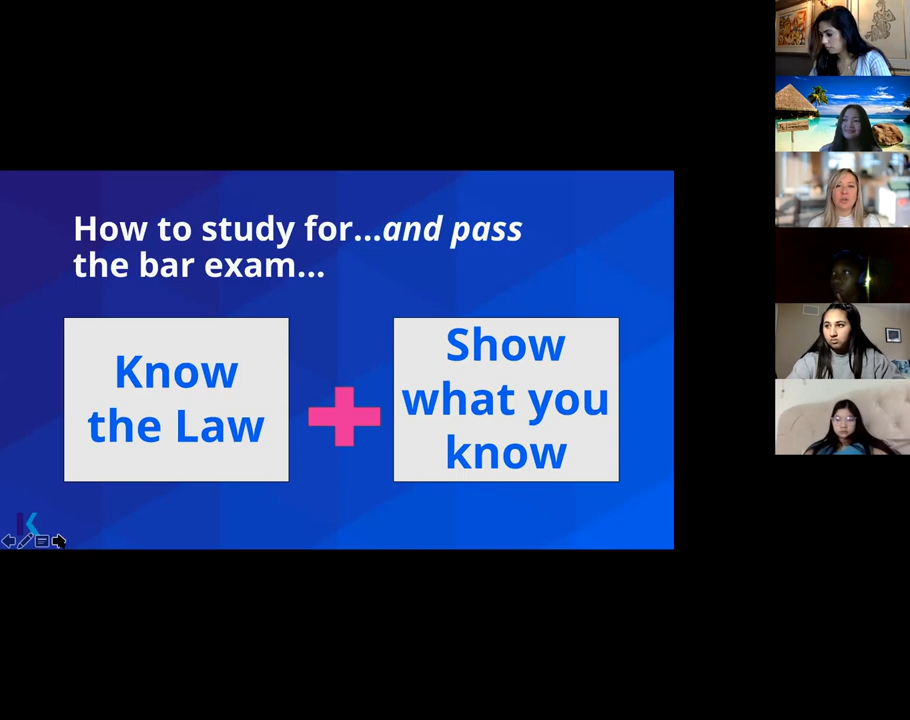 How to study for...and pass
the bar exam...
Know
the Law
Show
what you
know